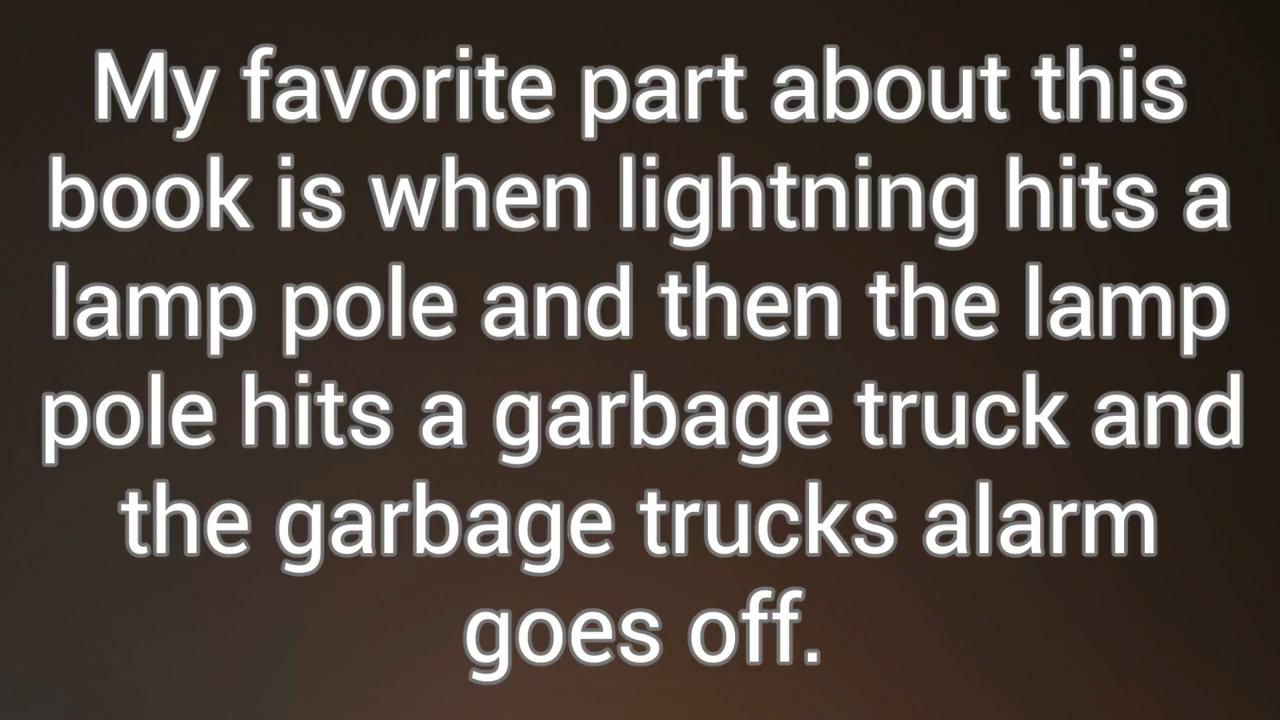 My favorite part about this
book is when lightning hits a
lamp pole and then the lamp
pole hits a garbage truck and
the garbage trucks alarm
goes off.